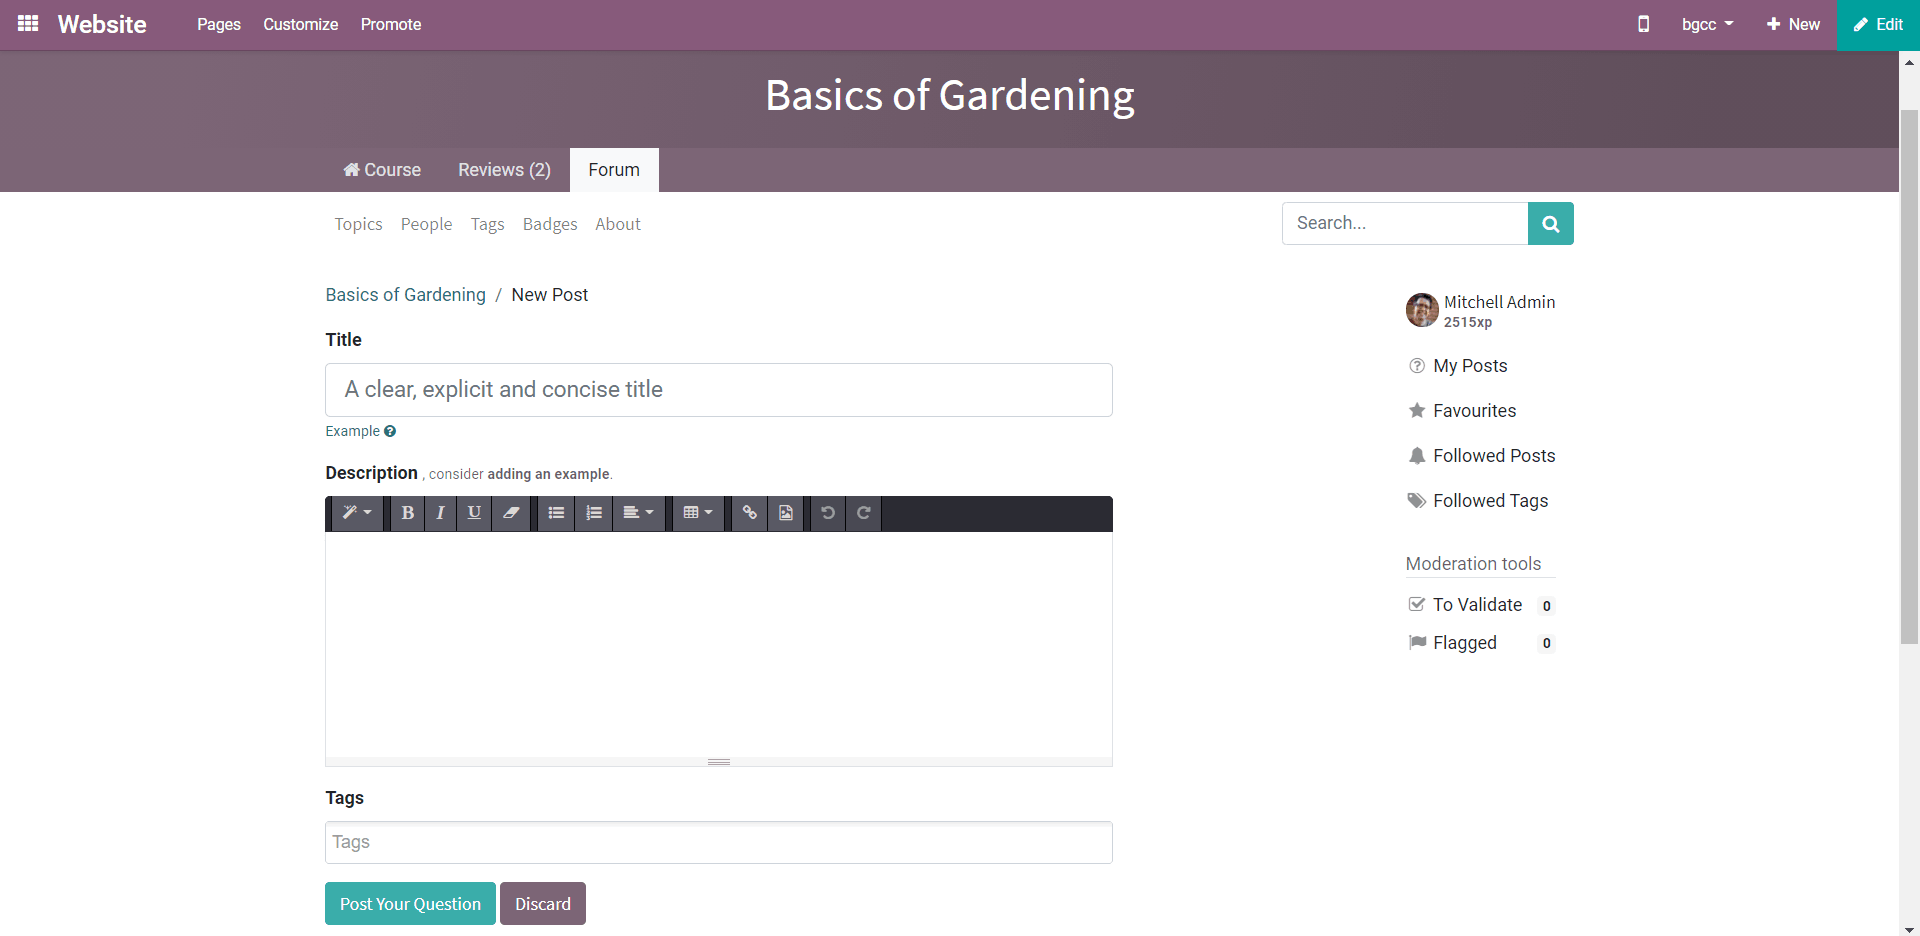 Website Pages Customize Promote bgcc New Edit
Basics of Gardening
Course Reviews (2) Forum
Topics People Tags Badges About Search...
Basics of Gardening / New Post
Mitchell Admin
2515xp
Title
A clear, explicit and concise title
Example
Description , consider adding an example.
B I U
Tags
Tags
Post Your Question Discard
My Posts
Favourites
Followed Posts
Followed Tags
Moderation tools
To Validate 0
Flagged 0